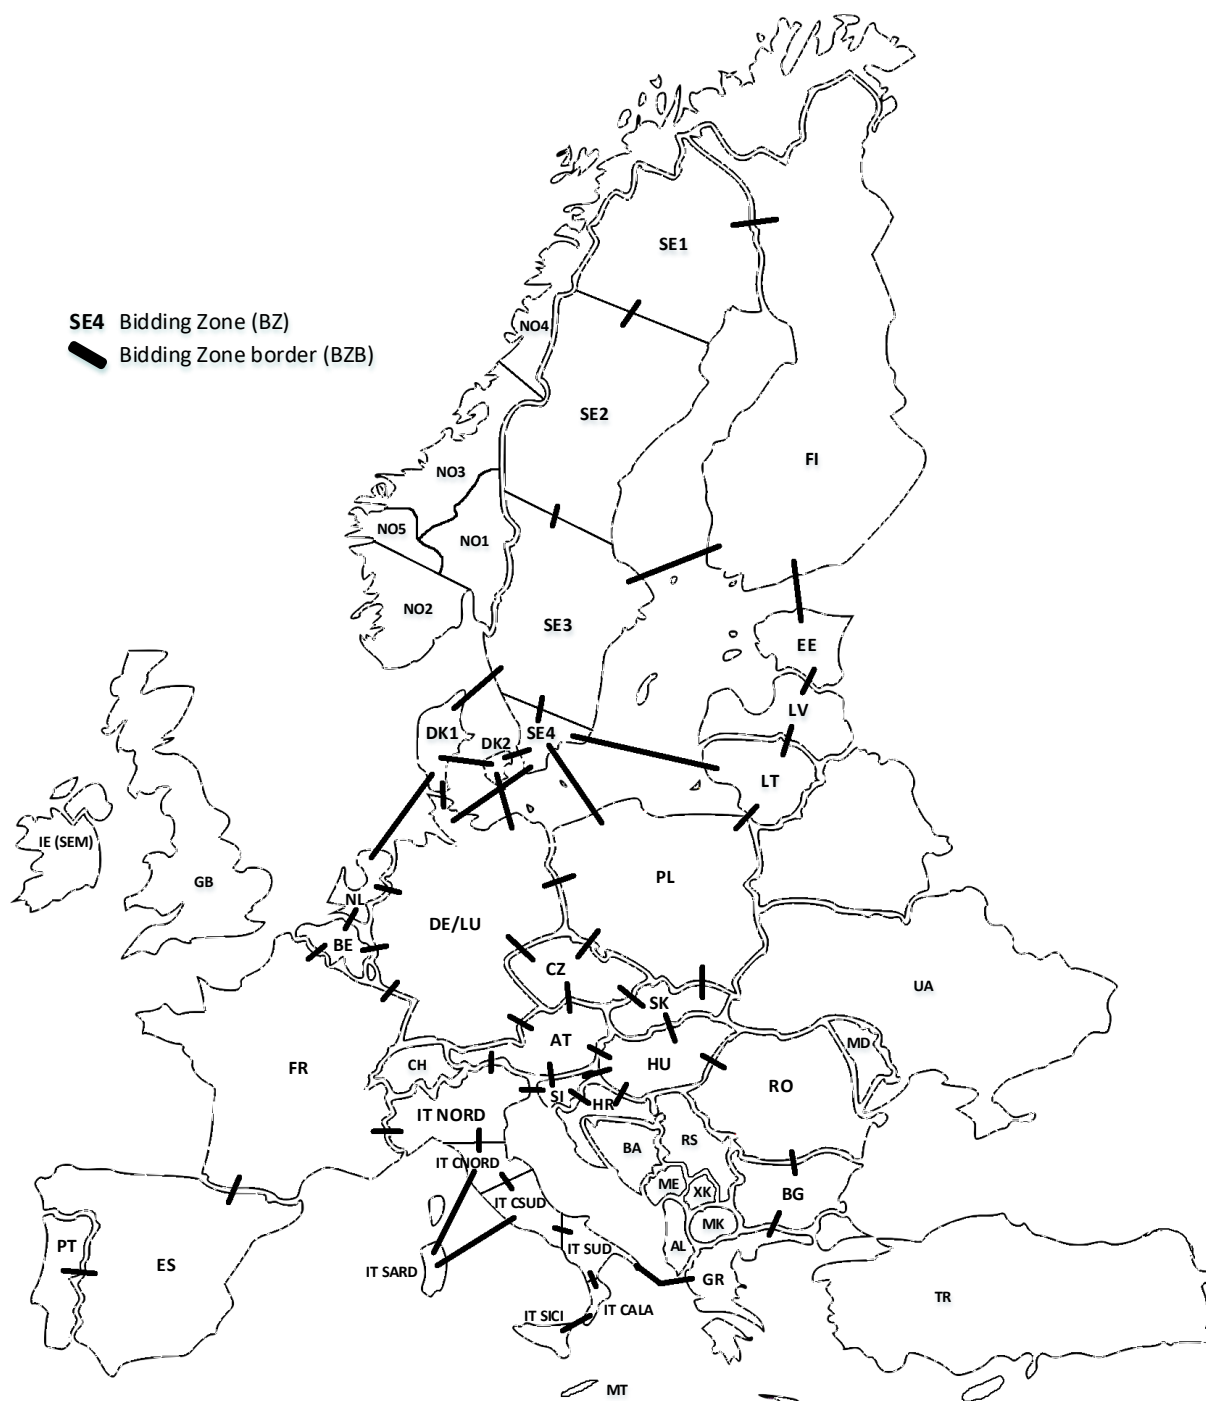 SE1
SE4 Bidding Zone (BZ)
NO4
Bidding Zone border (BZB)
SE2
FI
NO3
NO5
NO1
NO2
SE3
EE
LV
DK1
DK2
SE4
LT
IE (SEM)
GB
PL
NL
DE/LU
BE
CZ
UA
SK
AT
MD
FR
CH
HU
RO
SI
HR
IT NORD
BA
RS
IT CNORD
ME
XK
BG
IT CSUD
MK
PT
AL
IT SUD
ES
IT SARD
GR
TR
IT SICI
IT CALA
MT